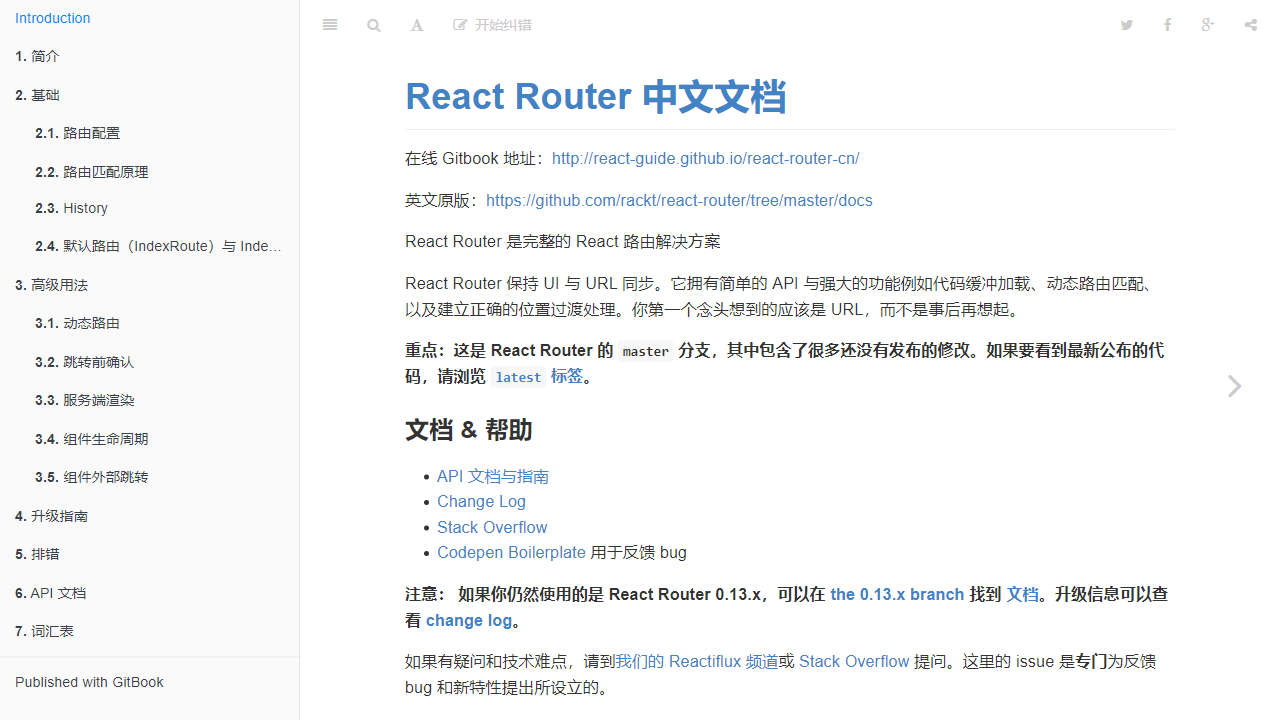 Introduction
1. 简介
2. 基础
2.1. 路由配置
2.2. 路由匹配原理
2.3. History
2.4. 默认路由（IndexRoute）与 Inde…
3. 高级用法
3.1. 动态路由
3.2. 跳转前确认
3.3. 服务端渲染
3.4. 组件生命周期
3.5. 组件外部跳转
4. 升级指南
5. 排错
6. API 文档
7. 词汇表
Published with GitBook
开始纠错
React Router 中文文档
在线 Gitbook 地址：http://react-guide.github.io/react-router-cn/
英文原版：https://github.com/rackt/react-router/tree/master/docs
React Router 是完整的 React 路由解决方案
React Router 保持 UI 与 URL 同步。它拥有简单的 API 与强大的功能例如代码缓冲加载、动态路由匹配、
以及建立正确的位置过渡处理。你第一个念头想到的应该是 URL，而不是事后再想起。
重点：这是 React Router 的 master 分支，其中包含了很多还没有发布的修改。如果要看到最新公布的代
码，请浏览 latest 标签。
文档 & 帮助
• API 文档与指南
• Change Log
• Stack Overflow
• Codepen Boilerplate 用于反馈 bug
注意： 如果你仍然使用的是 React Router 0.13.x，可以在 the 0.13.x branch 找到 文档。升级信息可以查
看 change log。
如果有疑问和技术难点，请到我们的 Reactiflux 频道或 Stack Overflow 提问。这里的 issue 是专门为反馈
bug 和新特性提出所设立的。